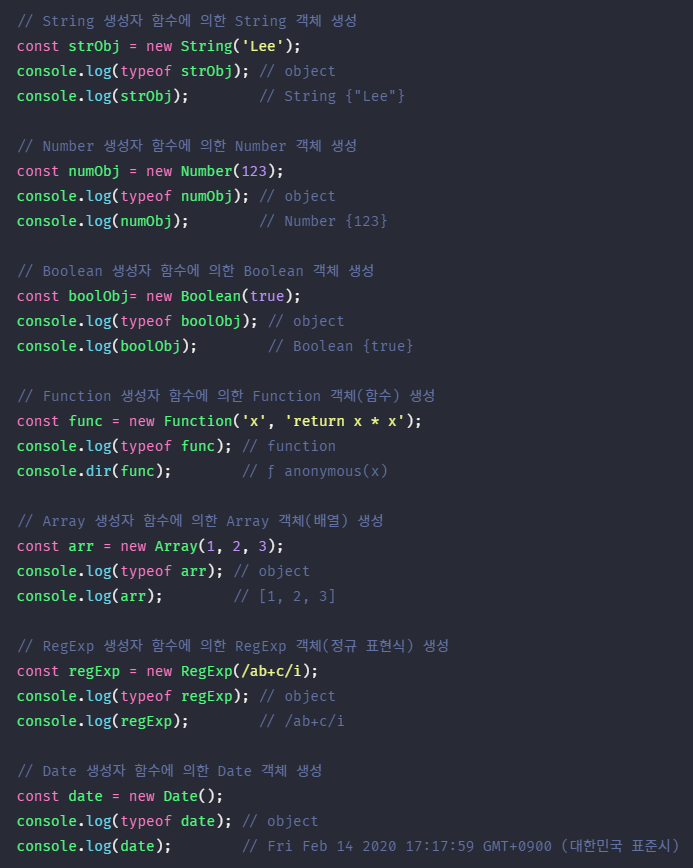 // String 생성자 함수에 의한 String 객체 생성
const strObj = new String('Lee');
console.log(typeof strObj); // object
console.log(strObj);        // String {"Lee"}

// Number 생성자 함수에 의한 Number 객체 생성
const numObj = new Number(123);
console.log(typeof numObj); // object
console.log(numObj);        // Number {123}

// Boolean 생성자 함수에 의한 Boolean 객체 생성
const boolObj= new Boolean(true);
console.log(typeof boolObj); // object
console.log(boolObj);        // Boolean {true}

// Function 생성자 함수에 의한 Function 객체(함수) 생성
const func = new Function('x', 'return x * x');
console.log(typeof func); // function
console.dir(func);        // ƒ anonymous(x)

// Array 생성자 함수에 의한 Array 객체(배열) 생성
const arr = new Array(1, 2, 3);
console.log(typeof arr); // object
console.log(arr);        // [1, 2, 3]

// RegExp 생성자 함수에 의한 RegExp 객체(정규 표현식) 생성
const regExp = new RegExp(/ab+c/i);
console.log(typeof regExp); // object
console.log(regExp);        // /ab+c/i

// Date 생성자 함수에 의한 Date 객체 생성
const date = new Date();
console.log(typeof date); // object
console.log(date);        // Fri Feb 14 2020 17:17:59 GMT+0900 (대한민국 표준시)